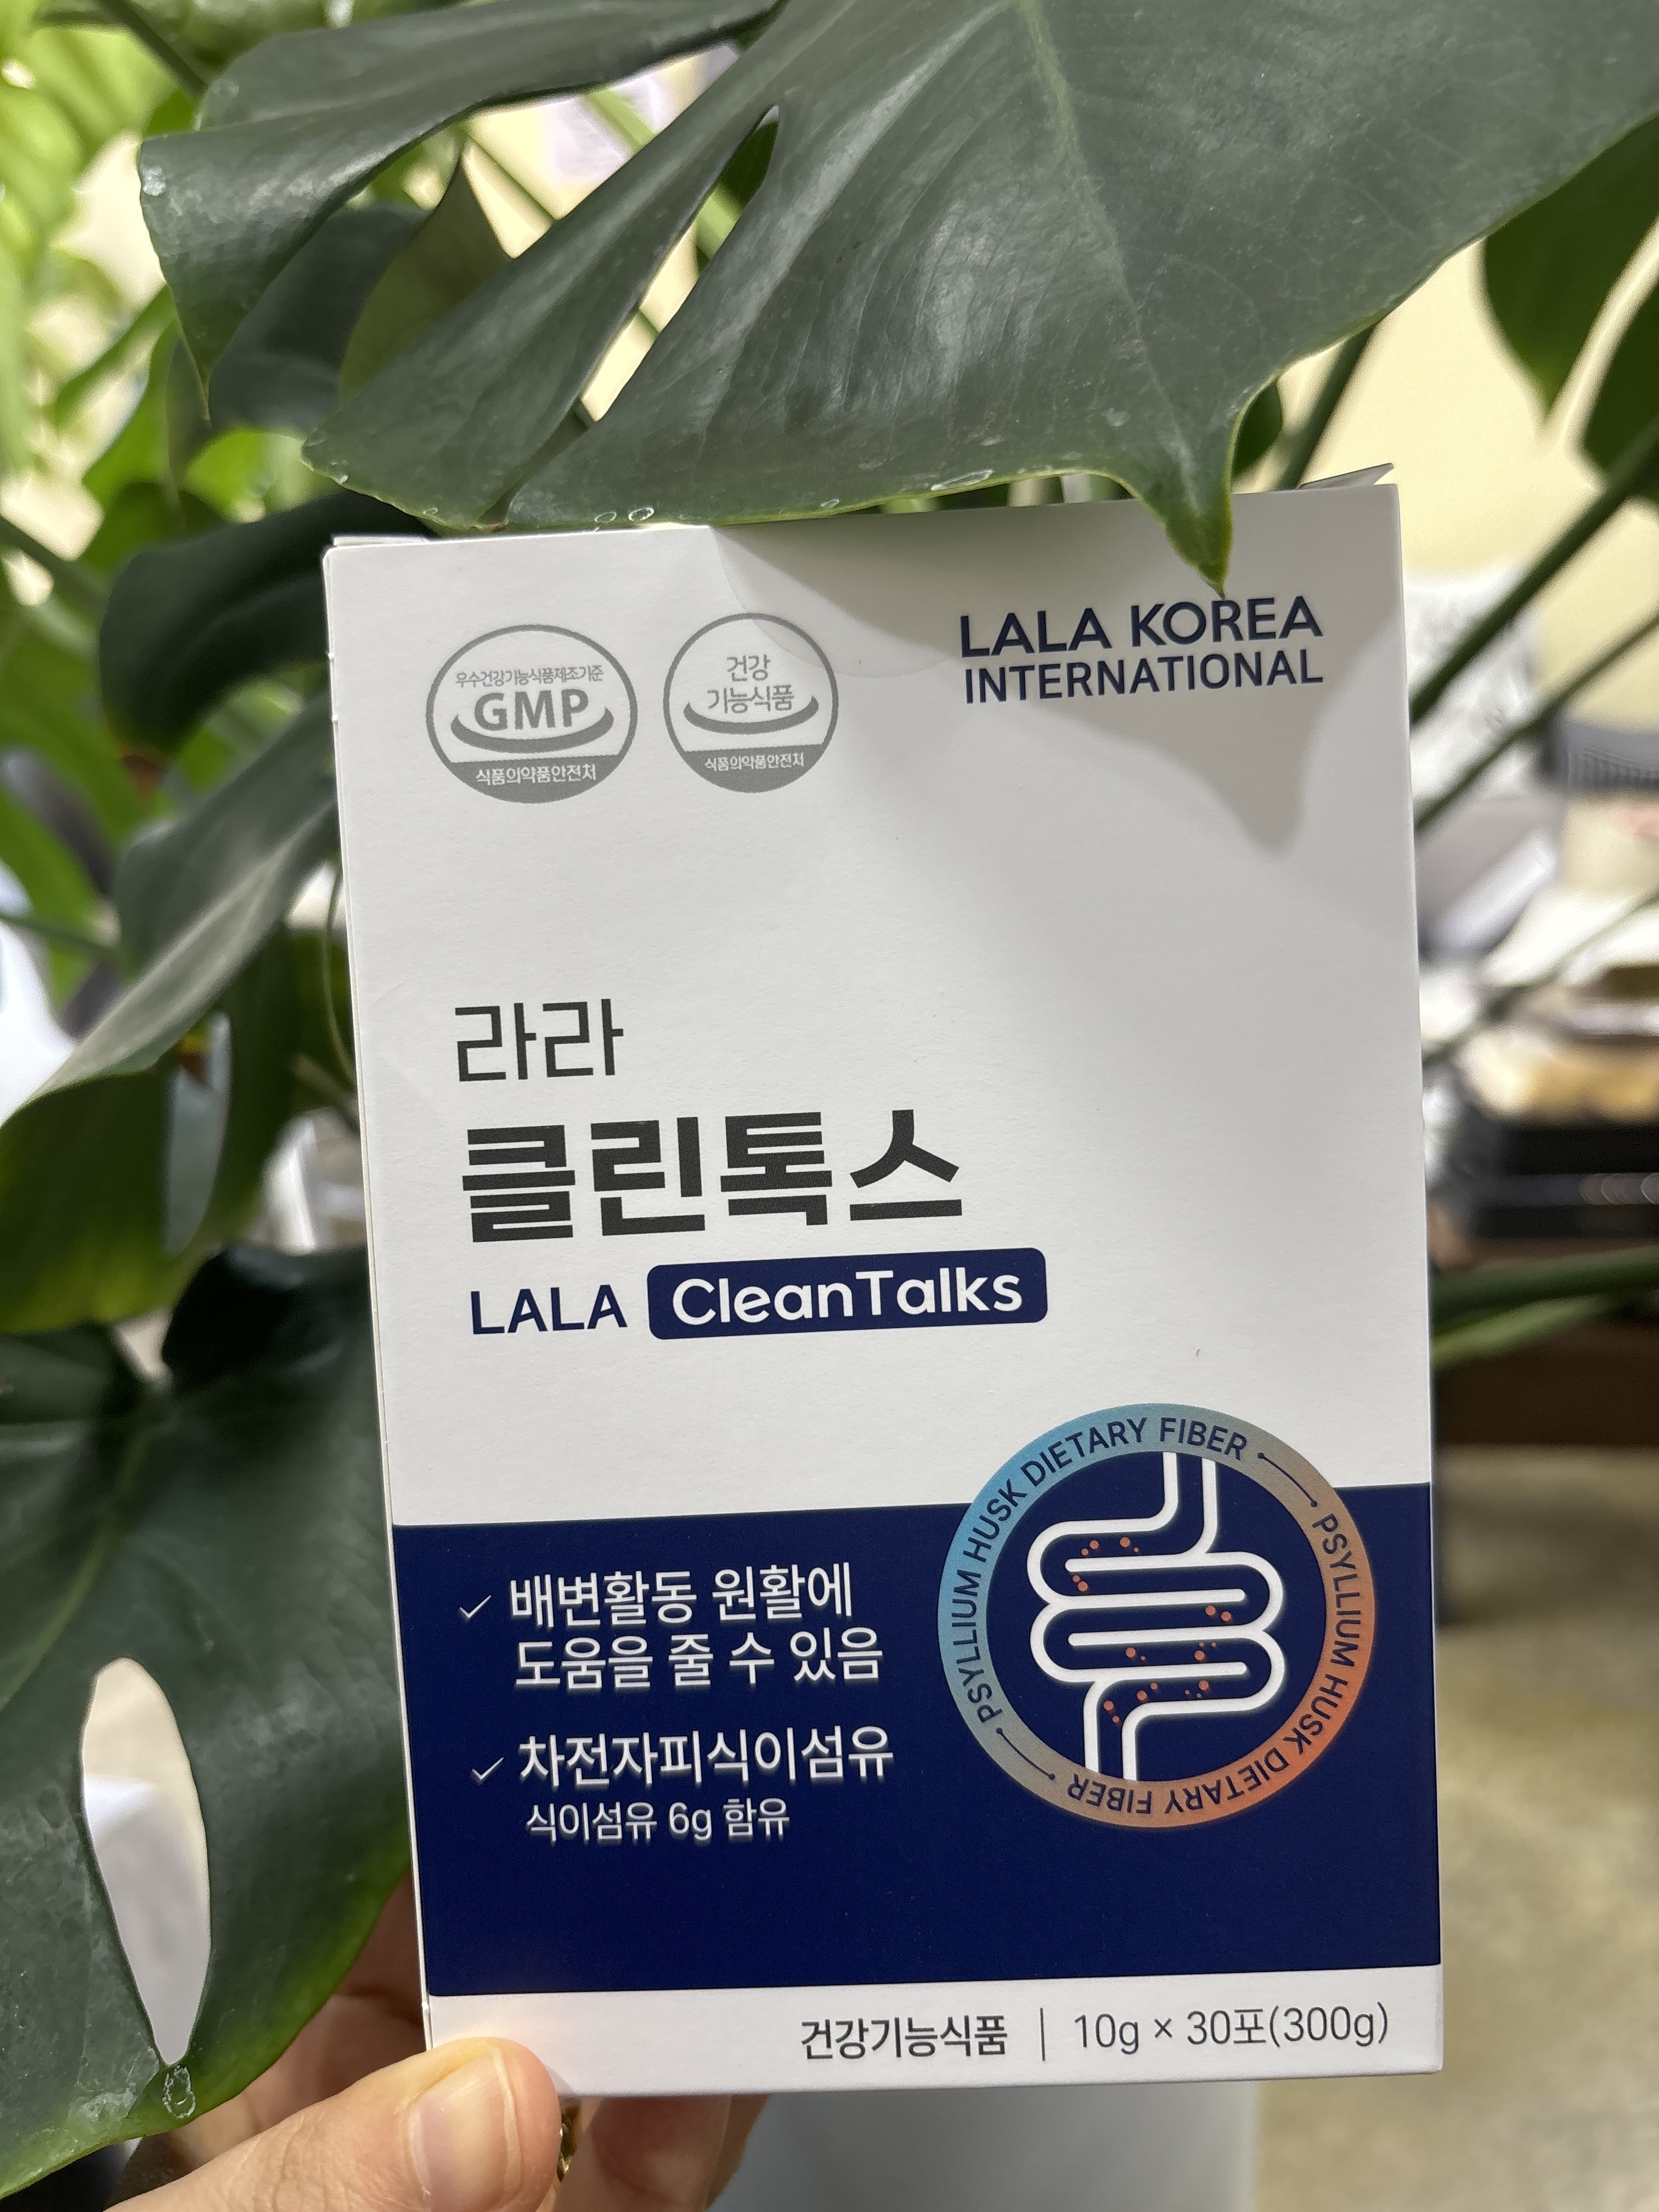 우수건강기능식품제조기준
GMP
식품의약품안전처
건강
기능식품
식품의약품안전처
LALA KOREA
INTERNATIONAL
라라
클린톡스
LALA CleanTalks
PSYLLIUM HUSK DIETARY FIBER
PSYLLIUM HUSK DIETARY FIBER
배변활동 원활에
도움을 줄 수 있음
차전자피식이섬유
식이섬유 6g 함유
건강기능식품 | 10g × 30포(300g)